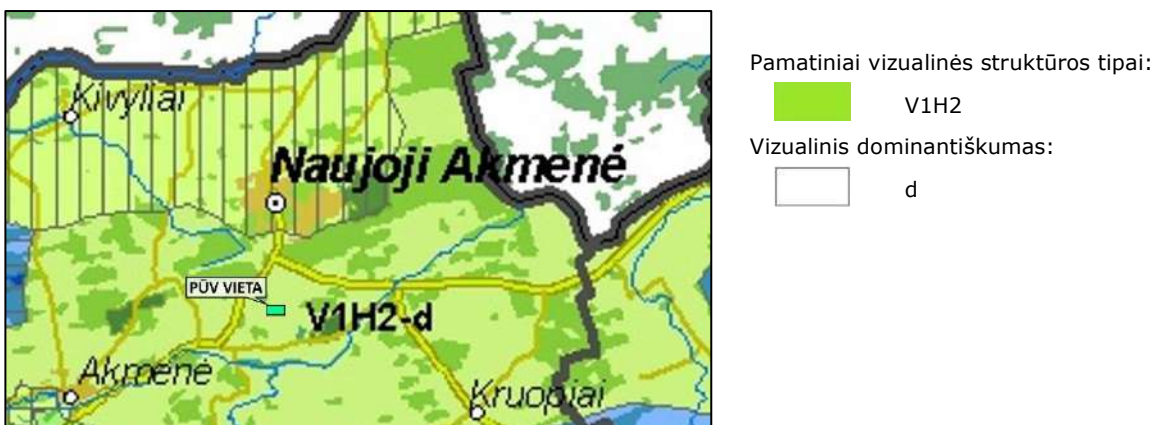 Kivyliai
Naujoji Akmenė
PŪV VIETA
V1H2-d
Akmenė
Kruopiai
Pamatiniai vizualinės struktūros tipai:
V1H2
Vizualinis dominantiškumas:
d